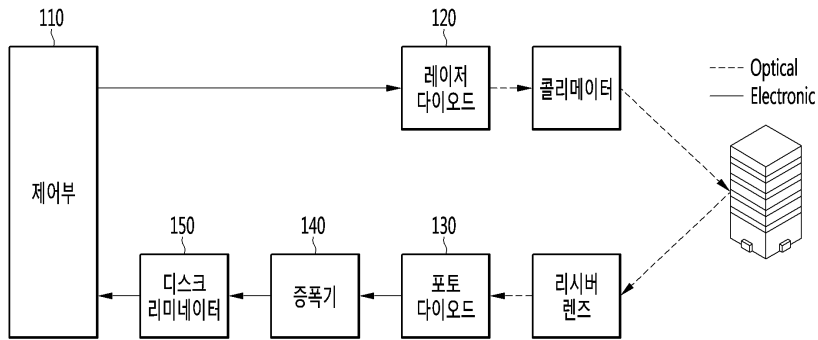 110
120
레이저
다이오드
콜리메이터
Optical
Electronic
제어부
150
140
130
디스크
리미네이터
증폭기
포토
다이오드
리시버
렌즈